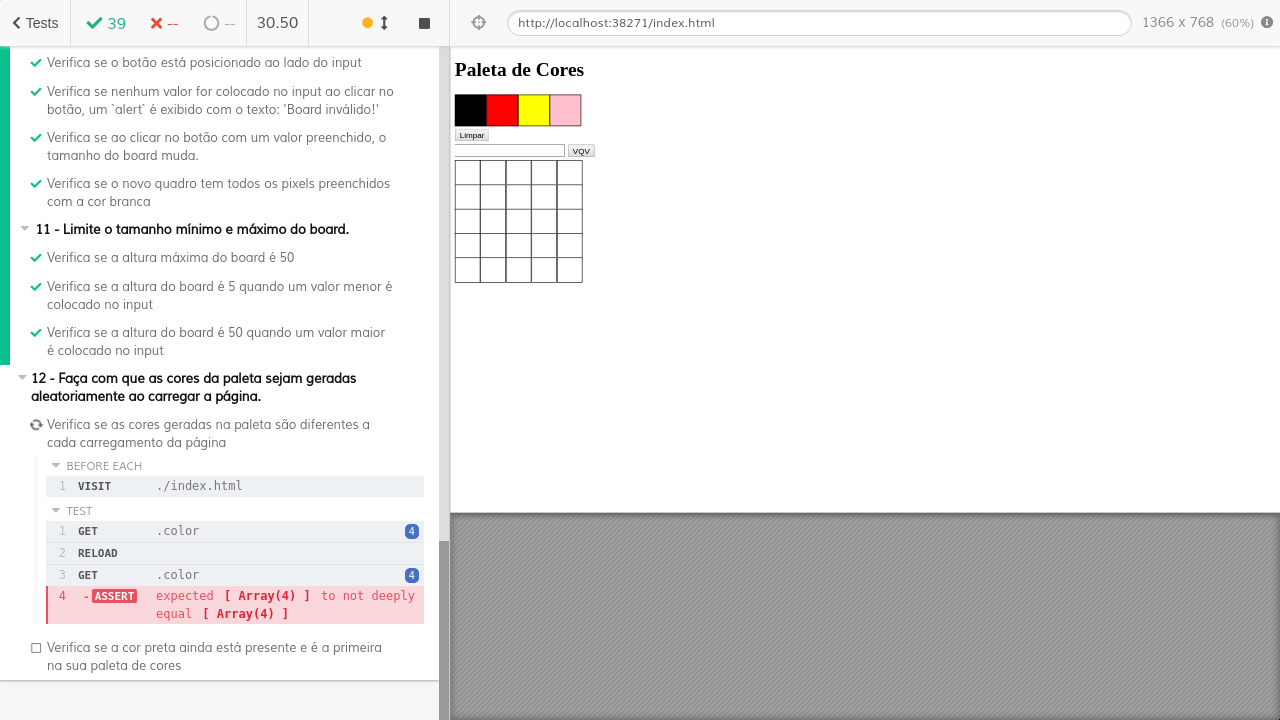 Tests
39
--
--
30.50
http://localhost:38271/index.html
1366 x 768 (60%)
Verifica se o botão está posicionado ao lado do input
Verifica se nenhum valor for colocado no input ao clicar no
botão, um `alert` é exibido com o texto: 'Board inválido!'
Verifica se ao clicar no botão com um valor preenchido, o
tamanho do board muda.
Verifica se o novo quadro tem todos os pixels preenchidos
com a cor branca
11 - Limite o tamanho mínimo e máximo do board.
Verifica se a altura máxima do board é 50
Verifica se a altura do board é 5 quando um valor menor é
colocado no input
Verifica se a altura do board é 50 quando um valor maior
é colocado no input
12 - Faça com que as cores da paleta sejam geradas
aleatoriamente ao carregar a página.
Verifica se as cores geradas na paleta são diferentes a
cada carregamento da página
BEFORE EACH
1 VISIT ./index.html
TEST
1 GET .color 4
2 RELOAD
3 GET .color 4
4 -ASSERT expected [ Array(4) ] to not deeply
equal [ Array(4) ]
Verifica se a cor preta ainda está presente e é a primeira
na sua paleta de cores
Paleta de Cores
Limpar
VQV